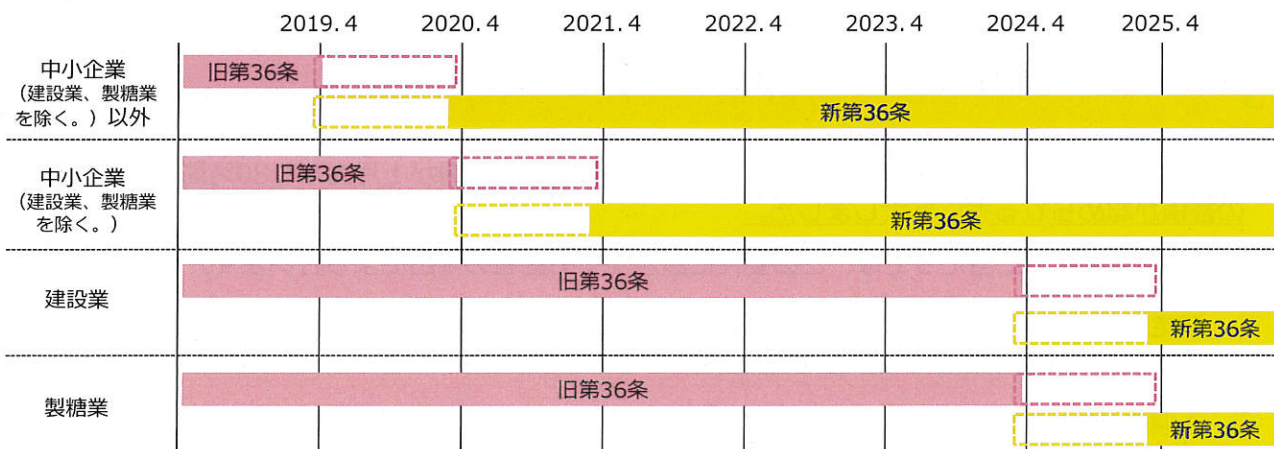 2019.4 2020.4 2021.4 2022.4 2023.4 2024.4 2025.4
中小企業
（建設業、製糖業
を除く。）以外
旧第36条
新第36条
中小企業
（建設業、製糖業
を除く。）
旧第36条
新第36条
建設業
旧第36条
新第36条
製糖業
旧第36条
新第36条